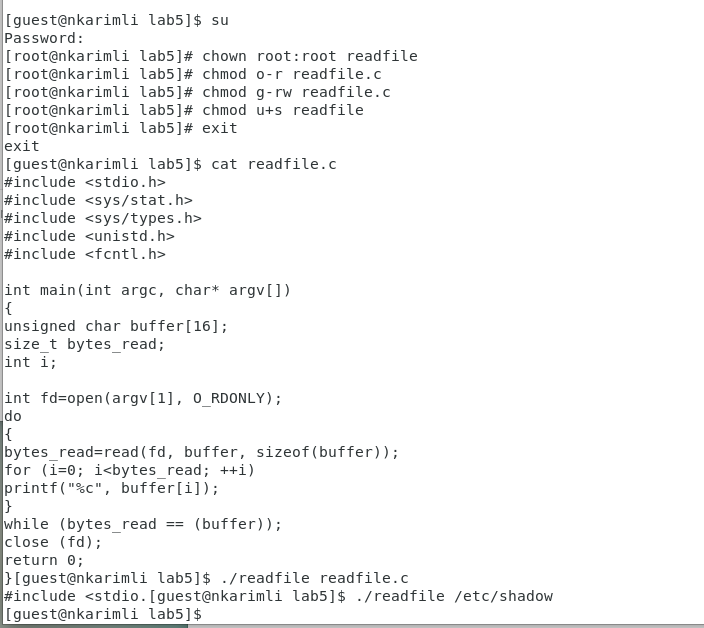 [guest@nkarimli lab5]$ su
Password:
[root@nkarimli lab5]# chown root:root readfile
[root@nkarimli lab5]# chmod o-r readfile.c
[root@nkarimli lab5]# chmod g-rw readfile.c
[root@nkarimli lab5]# chmod u+s readfile
[root@nkarimli lab5]# exit
exit
[guest@nkarimli lab5]$ cat readfile.c
#include <stdio.h>
#include <sys/stat.h>
#include <sys/types.h>
#include <unistd.h>
#include <fcntl.h>

int main(int argc, char* argv[])
{
unsigned char buffer[16];
size_t bytes_read;
int i;

int fd=open(argv[1], O_RDONLY);
do
{
bytes_read=read(fd, buffer, sizeof(buffer));
for (i=0; i<bytes_read; ++i)
printf("%c", buffer[i]);
}
while (bytes_read == (buffer));
close (fd);
return 0;
}[guest@nkarimli lab5]$ ./readfile readfile.c
#include <stdio.[guest@nkarimli lab5]$ ./readfile /etc/shadow
[guest@nkarimli lab5]$